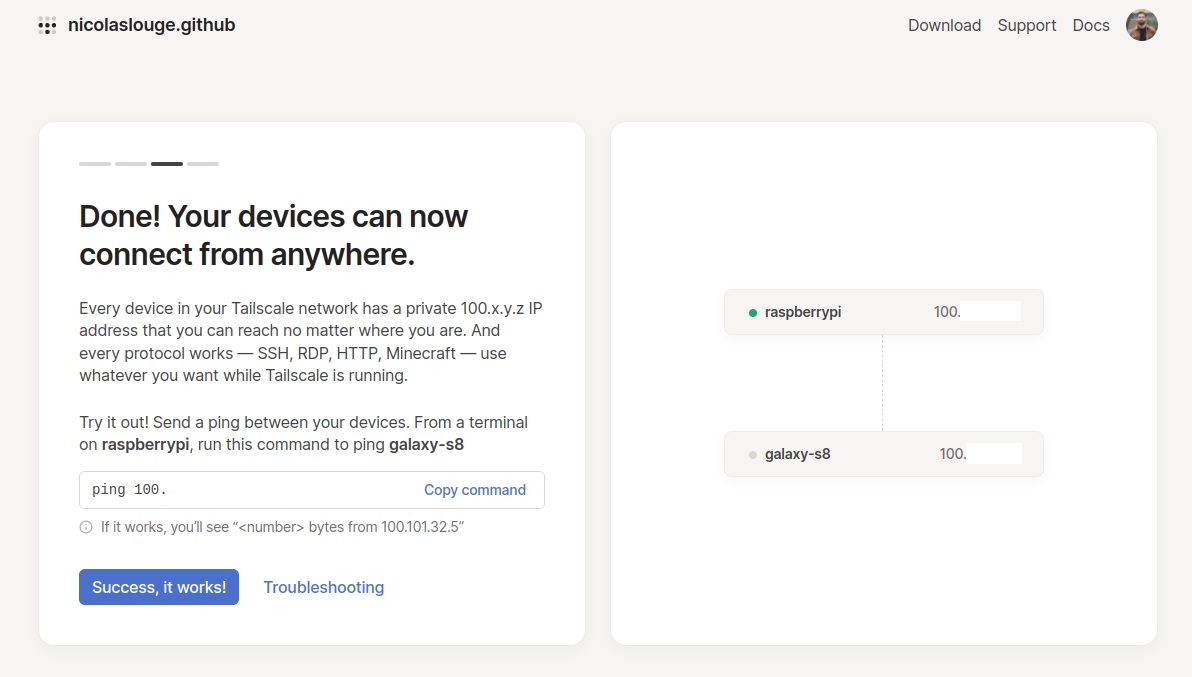 nicolaslouge.github
Download Support Docs
Done! Your devices can now
connect from anywhere.
Every device in your Tailscale network has a private 100.x.y.z IP
address that you can reach no matter where you are. And
every protocol works — SSH, RDP, HTTP, Minecraft — use
whatever you want while Tailscale is running.
Try it out! Send a ping between your devices. From a terminal
on raspberrypi, run this command to ping galaxy-s8
ping 100. Copy command
If it works, you’ll see “<number> bytes from 100.101.32.5”
Success, it works! Troubleshooting
raspberrypi 100.
galaxy-s8 100.